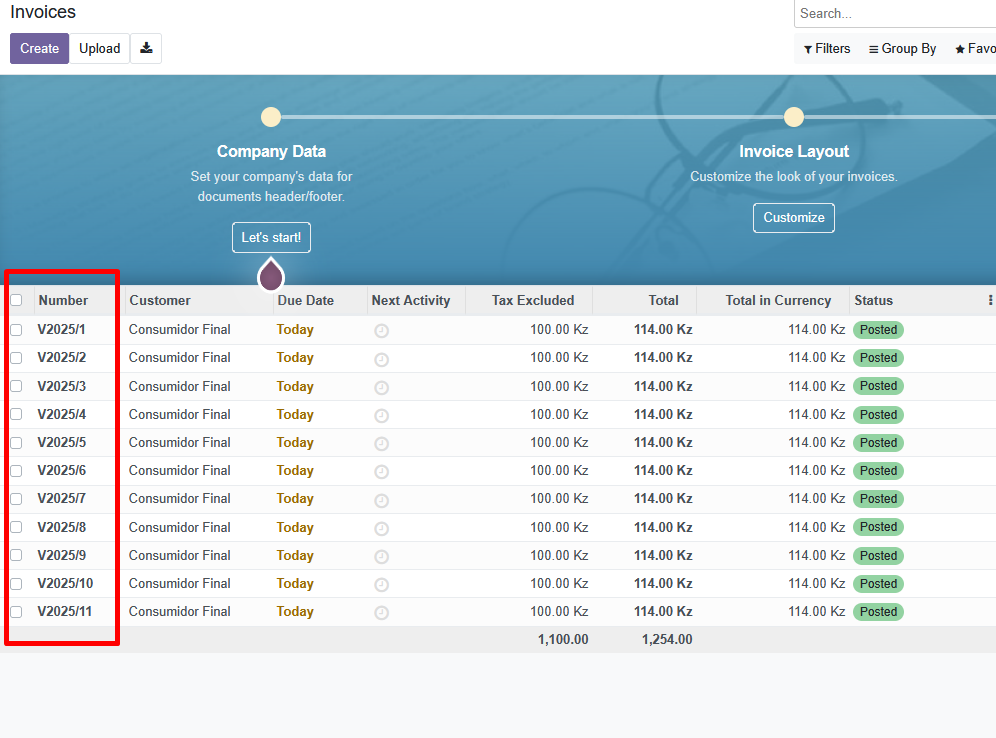 Invoices
Search...
Create Upload
Filters Group By Favo
Company Data Invoice Layout
Set your company's data for Customize the look of your invoices.
documents header/footer.
Let's start! Customize
Number Customer Due Date Next Activity Tax Excluded Total Total in Currency Status
V2025/1 Consumidor Final Today 100.00 Kz 114.00 Kz 114.00 Kz Posted
V2025/2 Consumidor Final Today 100.00 Kz 114.00 Kz 114.00 Kz Posted
V2025/3 Consumidor Final Today 100.00 Kz 114.00 Kz 114.00 Kz Posted
V2025/4 Consumidor Final Today 100.00 Kz 114.00 Kz 114.00 Kz Posted
V2025/5 Consumidor Final Today 100.00 Kz 114.00 Kz 114.00 Kz Posted
V2025/6 Consumidor Final Today 100.00 Kz 114.00 Kz 114.00 Kz Posted
V2025/7 Consumidor Final Today 100.00 Kz 114.00 Kz 114.00 Kz Posted
V2025/8 Consumidor Final Today 100.00 Kz 114.00 Kz 114.00 Kz Posted
V2025/9 Consumidor Final Today 100.00 Kz 114.00 Kz 114.00 Kz Posted
V2025/10 Consumidor Final Today 100.00 Kz 114.00 Kz 114.00 Kz Posted
V2025/11 Consumidor Final Today 100.00 Kz 114.00 Kz 114.00 Kz Posted
1,100.00 1,254.00